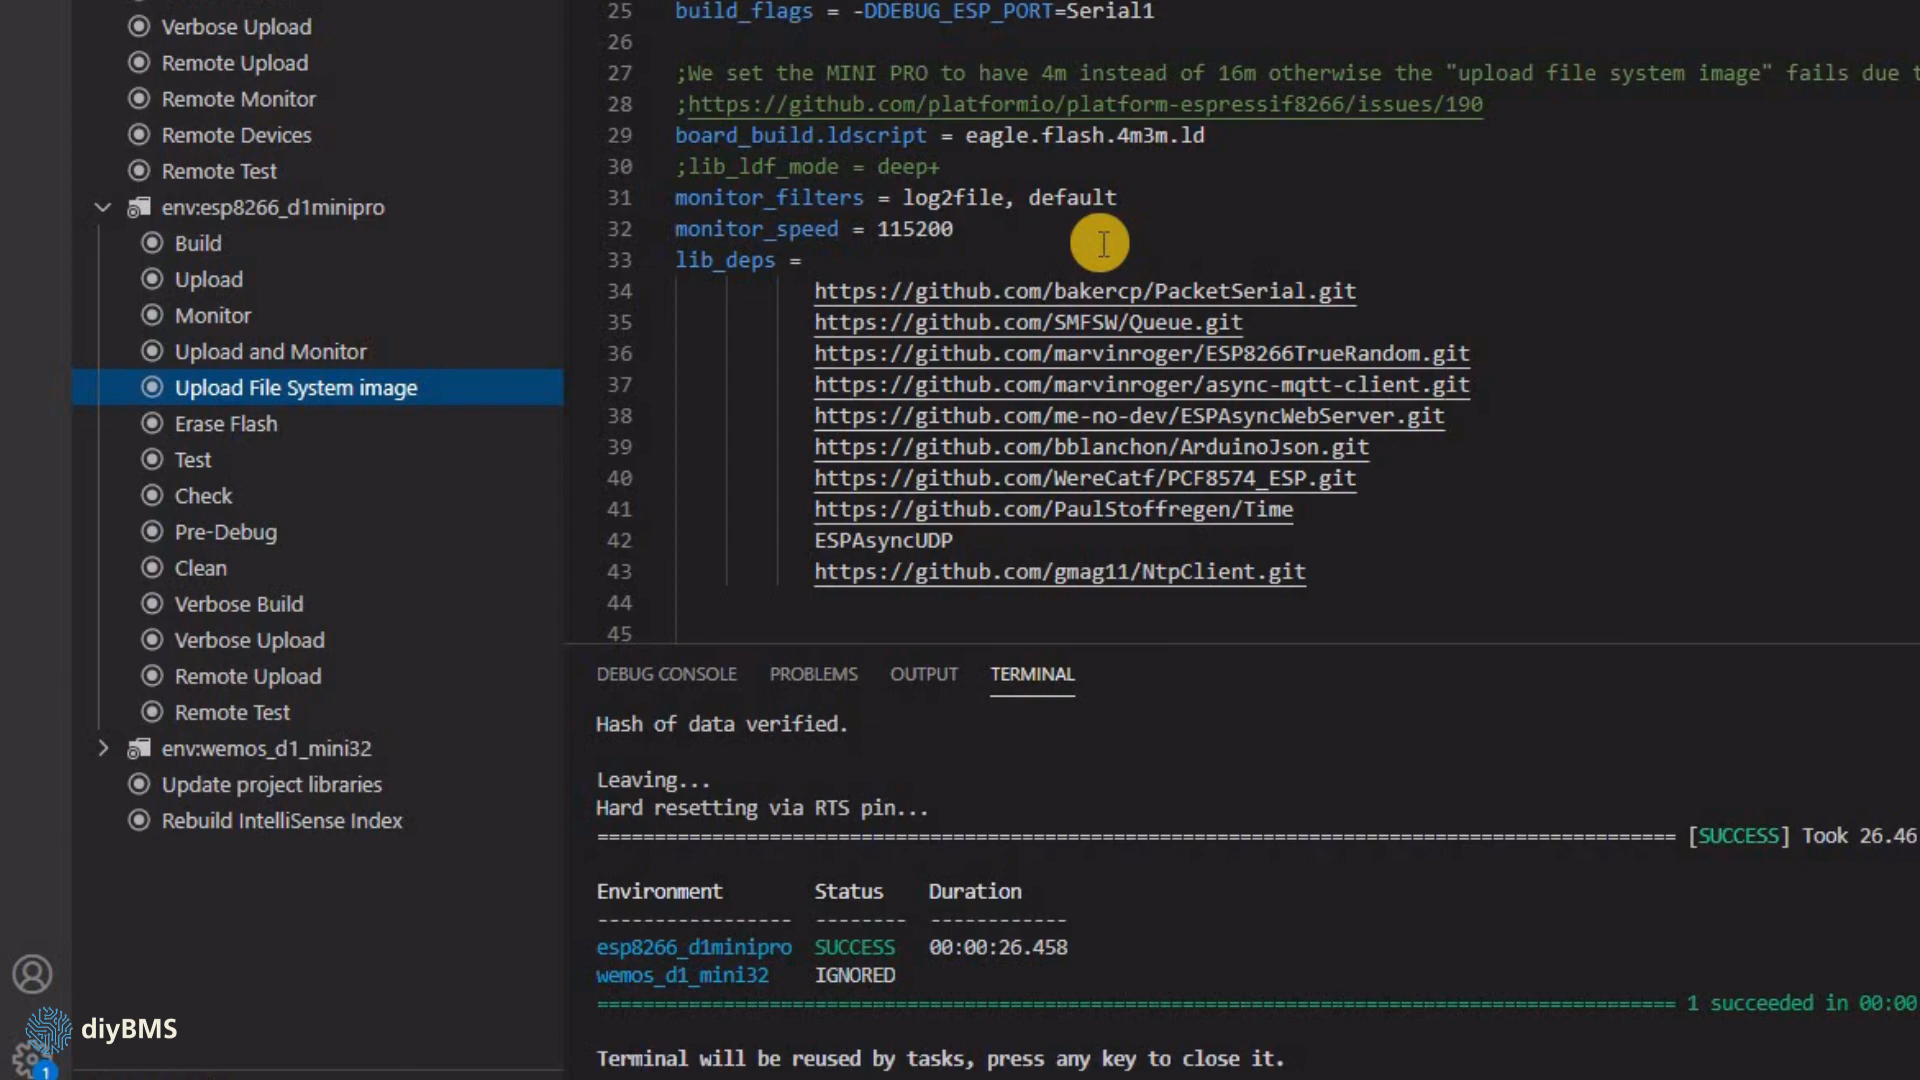 Verbose Upload
Remote Upload
Remote Monitor
Remote Devices
Remote Test
env:esp8266_d1minipro
Build
Upload
Monitor
Upload and Monitor
Upload File System image
Erase Flash
Test
Check
Pre-Debug
Clean
Verbose Build
Verbose Upload
Remote Upload
Remote Test
env:wemos_d1_mini32
Update project libraries
Rebuild IntelliSense Index
diyBMS
1
25 build_flags = -DDEBUG_ESP_PORT=Serial1
26
27 ;We set the MINI PRO to have 4m instead of 16m otherwise the "upload file system image" fails due t
28 ;https://github.com/platformio/platform-espressif8266/issues/190
29 board_build.ldscript = eagle.flash.4m3m.ld
30 ;lib_ldf_mode = deep+
31 monitor_filters = log2file, default
32 monitor_speed = 115200
33 lib_deps =
34 https://github.com/bakercp/PacketSerial.git
35 https://github.com/SMFSW/Queue.git
36 https://github.com/marvinroger/ESP8266TrueRandom.git
37 https://github.com/marvinroger/async-mqtt-client.git
38 https://github.com/me-no-dev/ESPAsyncWebServer.git
39 https://github.com/bblanchon/ArduinoJson.git
40 https://github.com/WereCatf/PCF8574_ESP.git
41 https://github.com/PaulStoffregen/Time
42 ESPAsyncUDP
43 https://github.com/gmag11/NtpClient.git
44
45
DEBUG CONSOLE PROBLEMS OUTPUT TERMINAL
Hash of data verified.
Leaving...
Hard resetting via RTS pin...
[SUCCESS] Took 26.46
Environment Status Duration
----------------- -------- ------------
esp8266_d1minipro SUCCESS 00:00:26.458
wemos_d1_mini32 IGNORED
1 succeeded in 00:00
Terminal will be reused by tasks, press any key to close it.